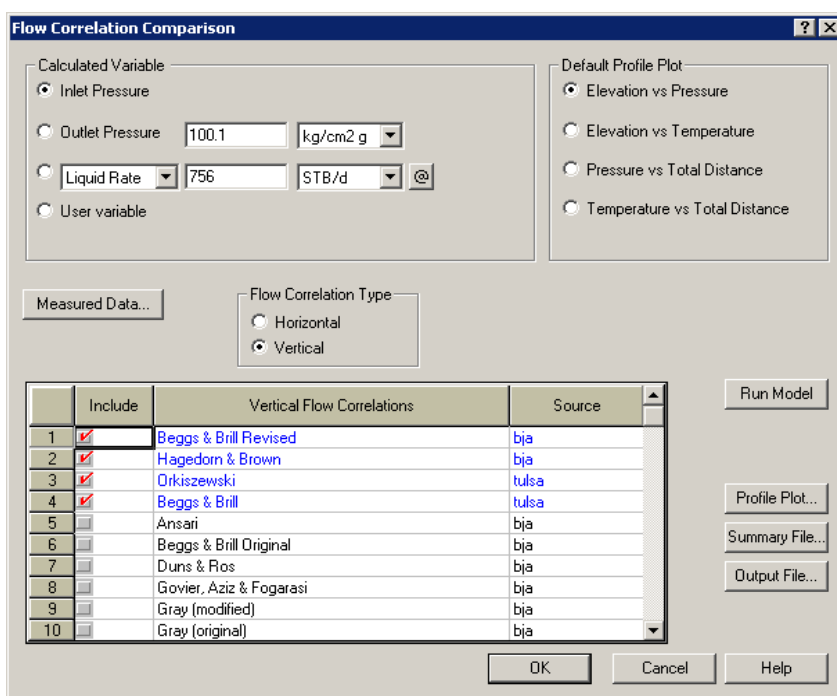 Flow Correlation Comparison
Calculated Variable
Inlet Pressure
Outlet Pressure 100.1 kg/cm2 g
Liquid Rate 756 STB/d @
User variable
Default Profile Plot
Elevation vs Pressure
Elevation vs Temperature
Pressure vs Total Distance
Temperature vs Total Distance
Measured Data...
Flow Correlation Type
Horizontal
Vertical
Include Vertical Flow Correlations Source
1 Beggs & Brill Revised bja
2 Hagedorn & Brown bja
3 Orkiszewski tulsa
4 Beggs & Brill tulsa
5 Ansari bja
6 Beggs & Brill Original bja
7 Duns & Ros bja
8 Govier, Aziz & Fogarasi bja
9 Gray (modified) bja
10 Gray (original) bja
Run Model
Profile Plot...
Summary File...
Output File...
OK Cancel Help